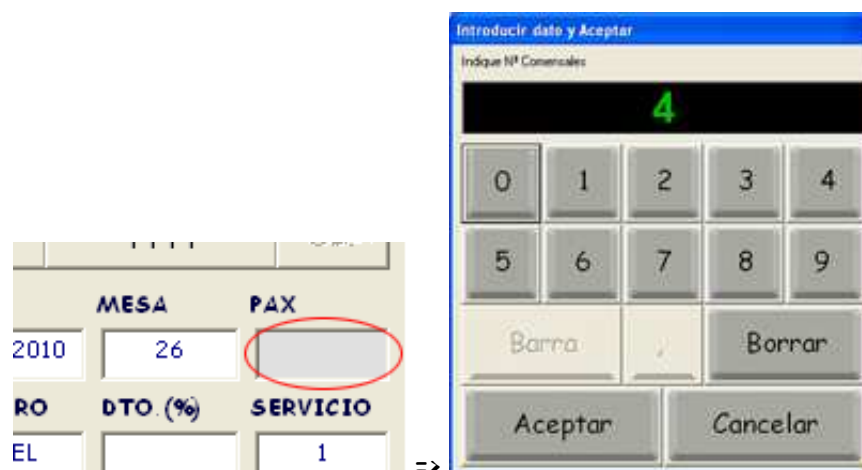 Introducir dato y Aceptar
Indique Nº Comensales
4
0 1 2 3 4
5 6 7 8 9
Barra , Borrar
Aceptar Cancelar
MESA PAX
2010 26
RO DTO.(%) SERVICIO
EL 1
=>